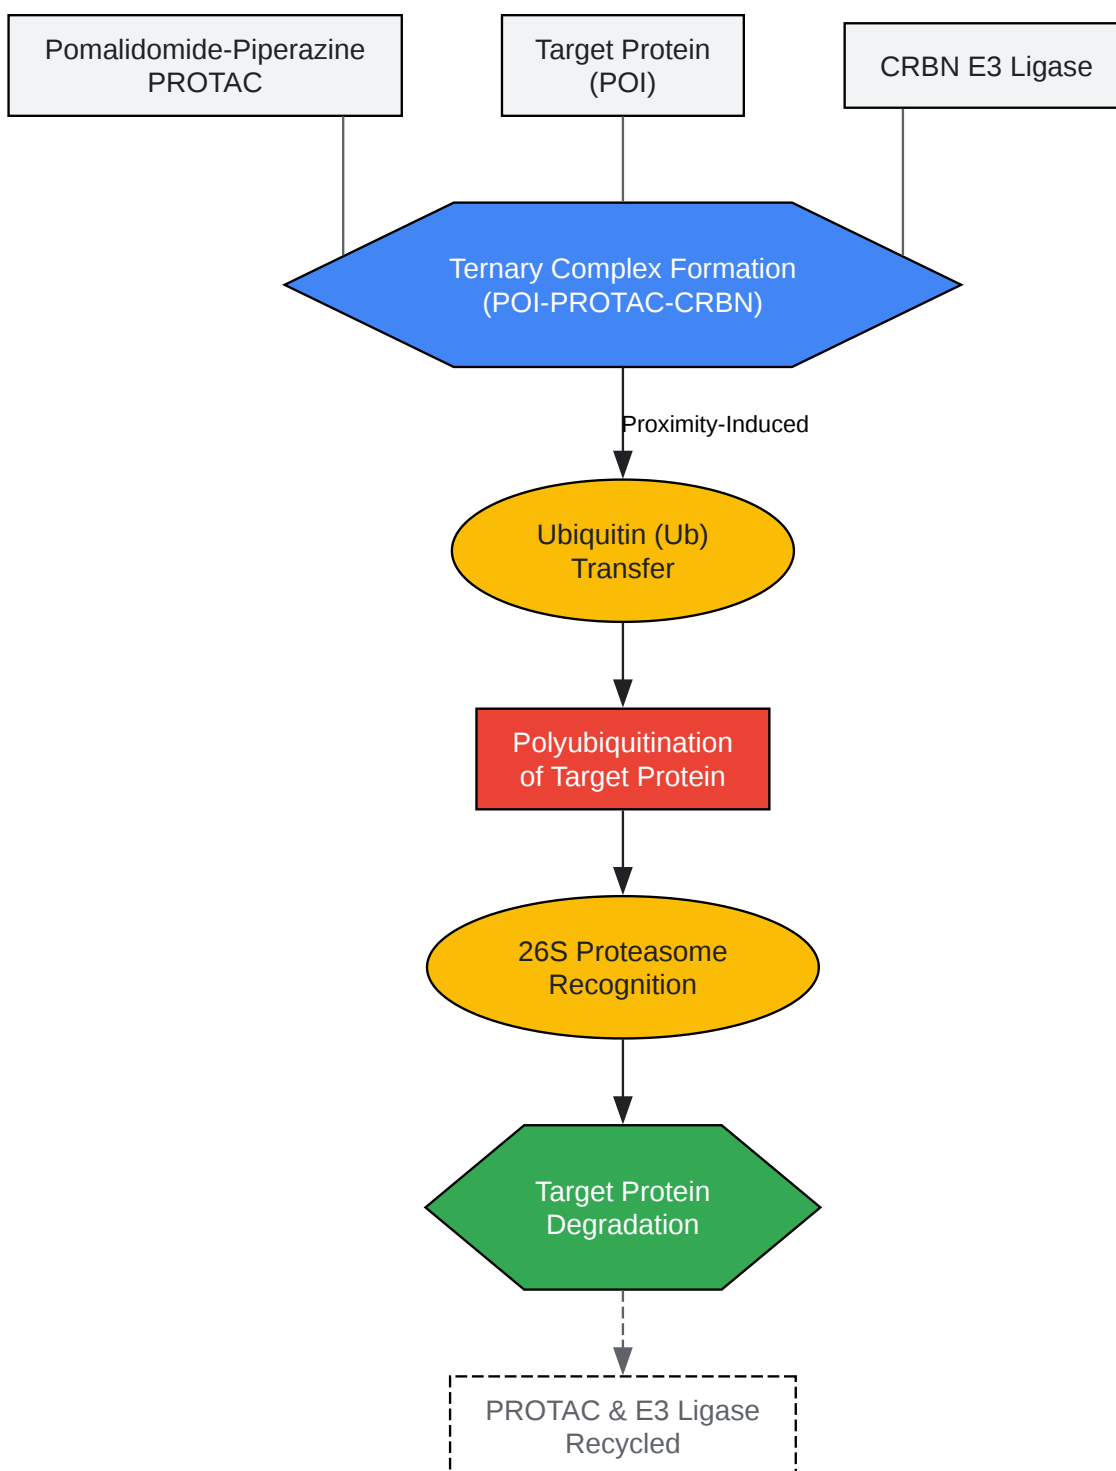 Pomalidomide-Piperazine
PROTAC
Target Protein
(POI)
CRBN E3 Ligase
Ternary Complex Formation
(POI-PROTAC-CRBN)
Proximity-Induced
Ubiquitin (Ub)
Transfer
Polyubiquitination
of Target Protein
26S Proteasome
Recognition
Target Protein
Degradation
PROTAC & E3 Ligase
Recycled